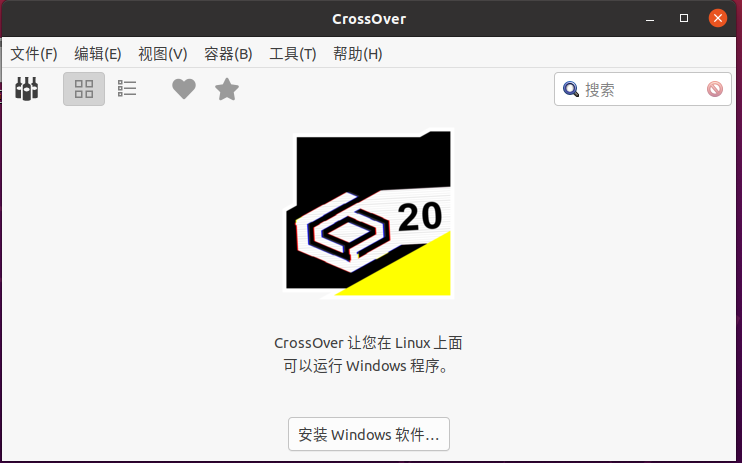 CrossOver
文件(F) 编辑(E) 视图(V) 容器(B) 工具(T) 帮助(H)
搜索
20
CrossOver 让您在 Linux 上面
可以运行 Windows 程序。
安装 Windows 软件...